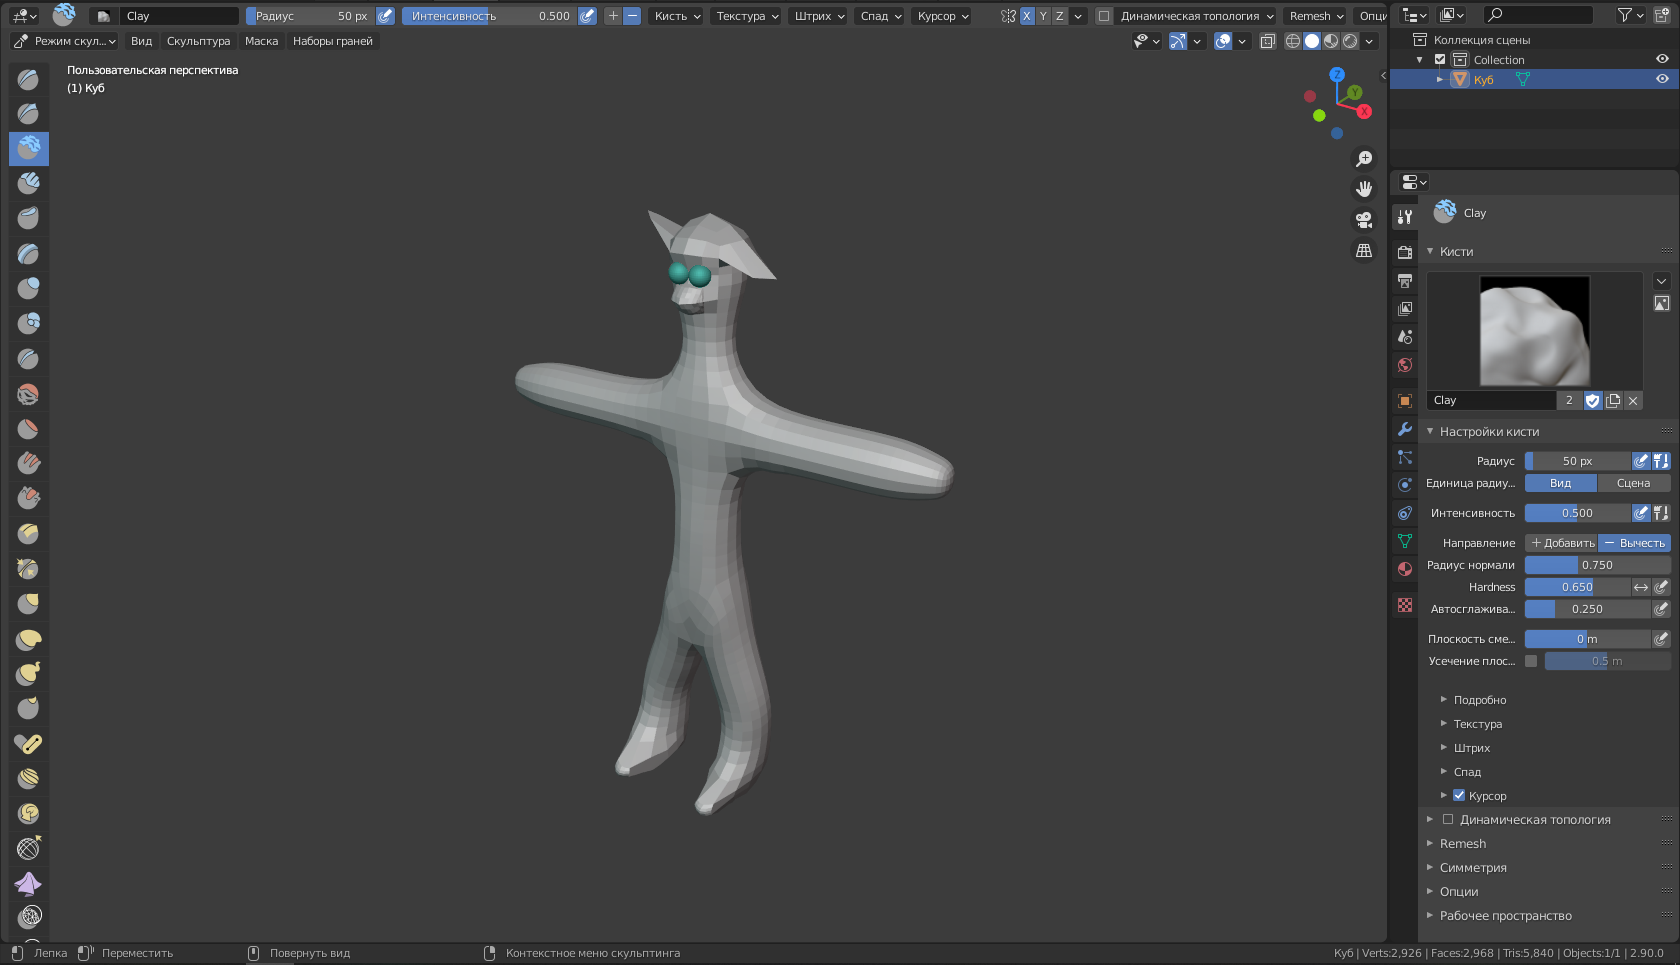 Clay
Радиус 50 px
Интенсивность 0.500
Кисть
Текстура
Штрих
Спад
Курсор
X Y Z
Динамическая топология
Remesh
Опци
Режим скул...
Вид
Скульптура
Маска
Наборы граней
Пользовательская перспектива
(1) Куб
Z
Y
X
Коллекция сцены
Collection
Куб
Clay
Кисти
Clay 2
Настройки кисти
Радиус 50 px
Единица радиу... Вид Сцена
Интенсивность 0.500
Направление + Добавить — Вычесть
Радиус нормали 0.750
Hardness 0.650
Автосглажива... 0.250
Плоскость сме... 0 m
Усечение плос... 0.5 m
Подробно
Текстура
Штрих
Спад
Курсор
Динамическая топология
Remesh
Симметрия
Опции
Рабочее пространство
Лепка
Переместить
Повернуть вид
Контекстное меню скульптинга
Куб | Verts:2,926 | Faces:2,968 | Tris:5,840 | Objects:1/1 | 2.90.0